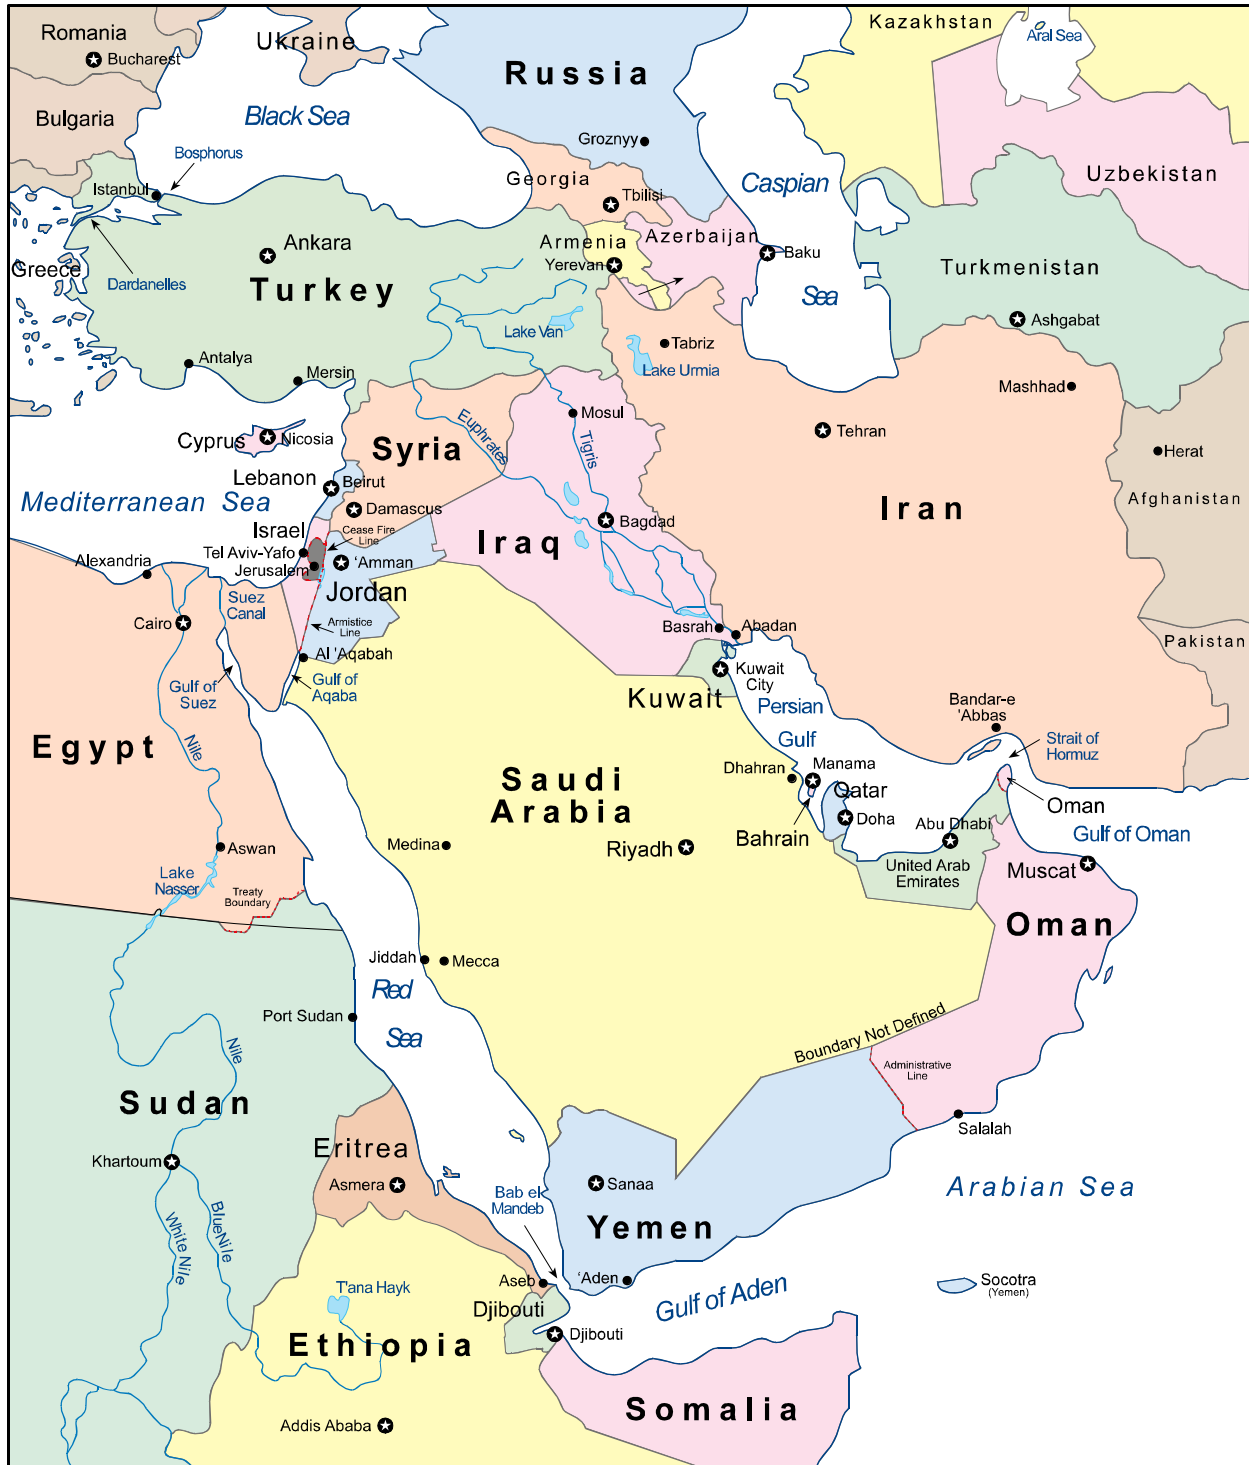 Kazakhstan
Romania
Aral Sea
Ukraine
Bucharest
Russia
Black Sea
Bulgaria
Groznyy
Bosphorus
Uzbekistan
Georgia
Caspian
Istanbul
Tbilisi
Azerbaijan
Armenia
Ankara
Baku
Yerevan
Greece
Turkmenistan
Dardanelles
Turkey
Sea
Ashgabat
Lake Van
Tabriz
Antalya
Lake Urmia
Mersin
Mashhad
Mosul
Euphrates
Tehran
Cyprus
Nicosia
Syria
Tigris
Herat
Lebanon
Beirut
Mediterranean Sea
Afghanistan
Damascus
Iran
Bagdad
Israel
Cease Fire
Line
Iraq
Tel Aviv-Yafo
Alexandria
Jerusalem
'Amman
Jordan
Suez
Canal
Cairo
Armistice
Line
Basrah
Abadan
Pakistan
Al 'Aqabah
Gulf of
Suez
Gulf of
Aqaba
Kuwait
City
Kuwait
Persian
Bandar-e
'Abbas
Strait of
Hormuz
Gulf
Egypt
Nile
Saudi
Arabia
Dhahran
Manama
Qatar
Oman
Doha
Abu Dhabi
Gulf of Oman
Bahrain
Medina
Riyadh
Aswan
United Arab
Emirates
Muscat
Lake
Nasser
Treaty
Boundary
Oman
Jiddah
Mecca
Red
Sea
Port Sudan
Boundary Not Defined
Nile
Administrative
Line
Sudan
Salalah
Eritrea
Khartoum
Asmera
Sanaa
Arabian Sea
Bab el
Mandeb
White Nile
Blue Nile
Yemen
Aseb
'Aden
T'ana Hayk
Gulf of Aden
Socotra
(Yemen)
Djibouti
Djibouti
Ethiopia
Somalia
Addis Ababa